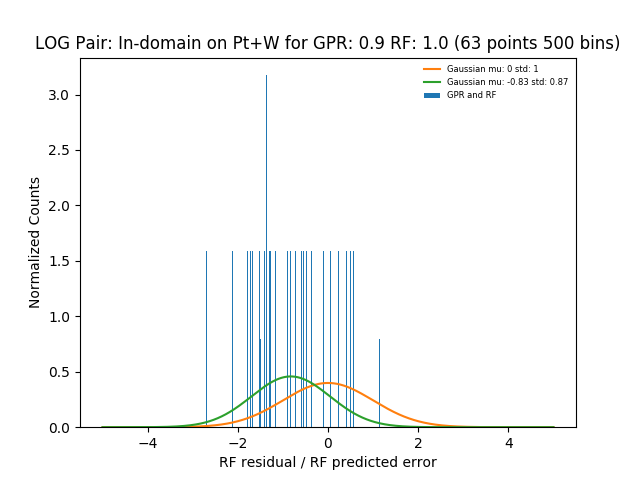 LOG Pair: In-domain on Pt+W for GPR: 0.9 RF: 1.0 (63 points 500 bins)
Gaussian mu: 0 std: 1
Gaussian mu: -0.83 std: 0.87
GPR and RF
Normalized Counts
3.0
2.5
2.0
1.5
1.0
0.5
0.0
−4 −2 0 2 4
RF residual / RF predicted error